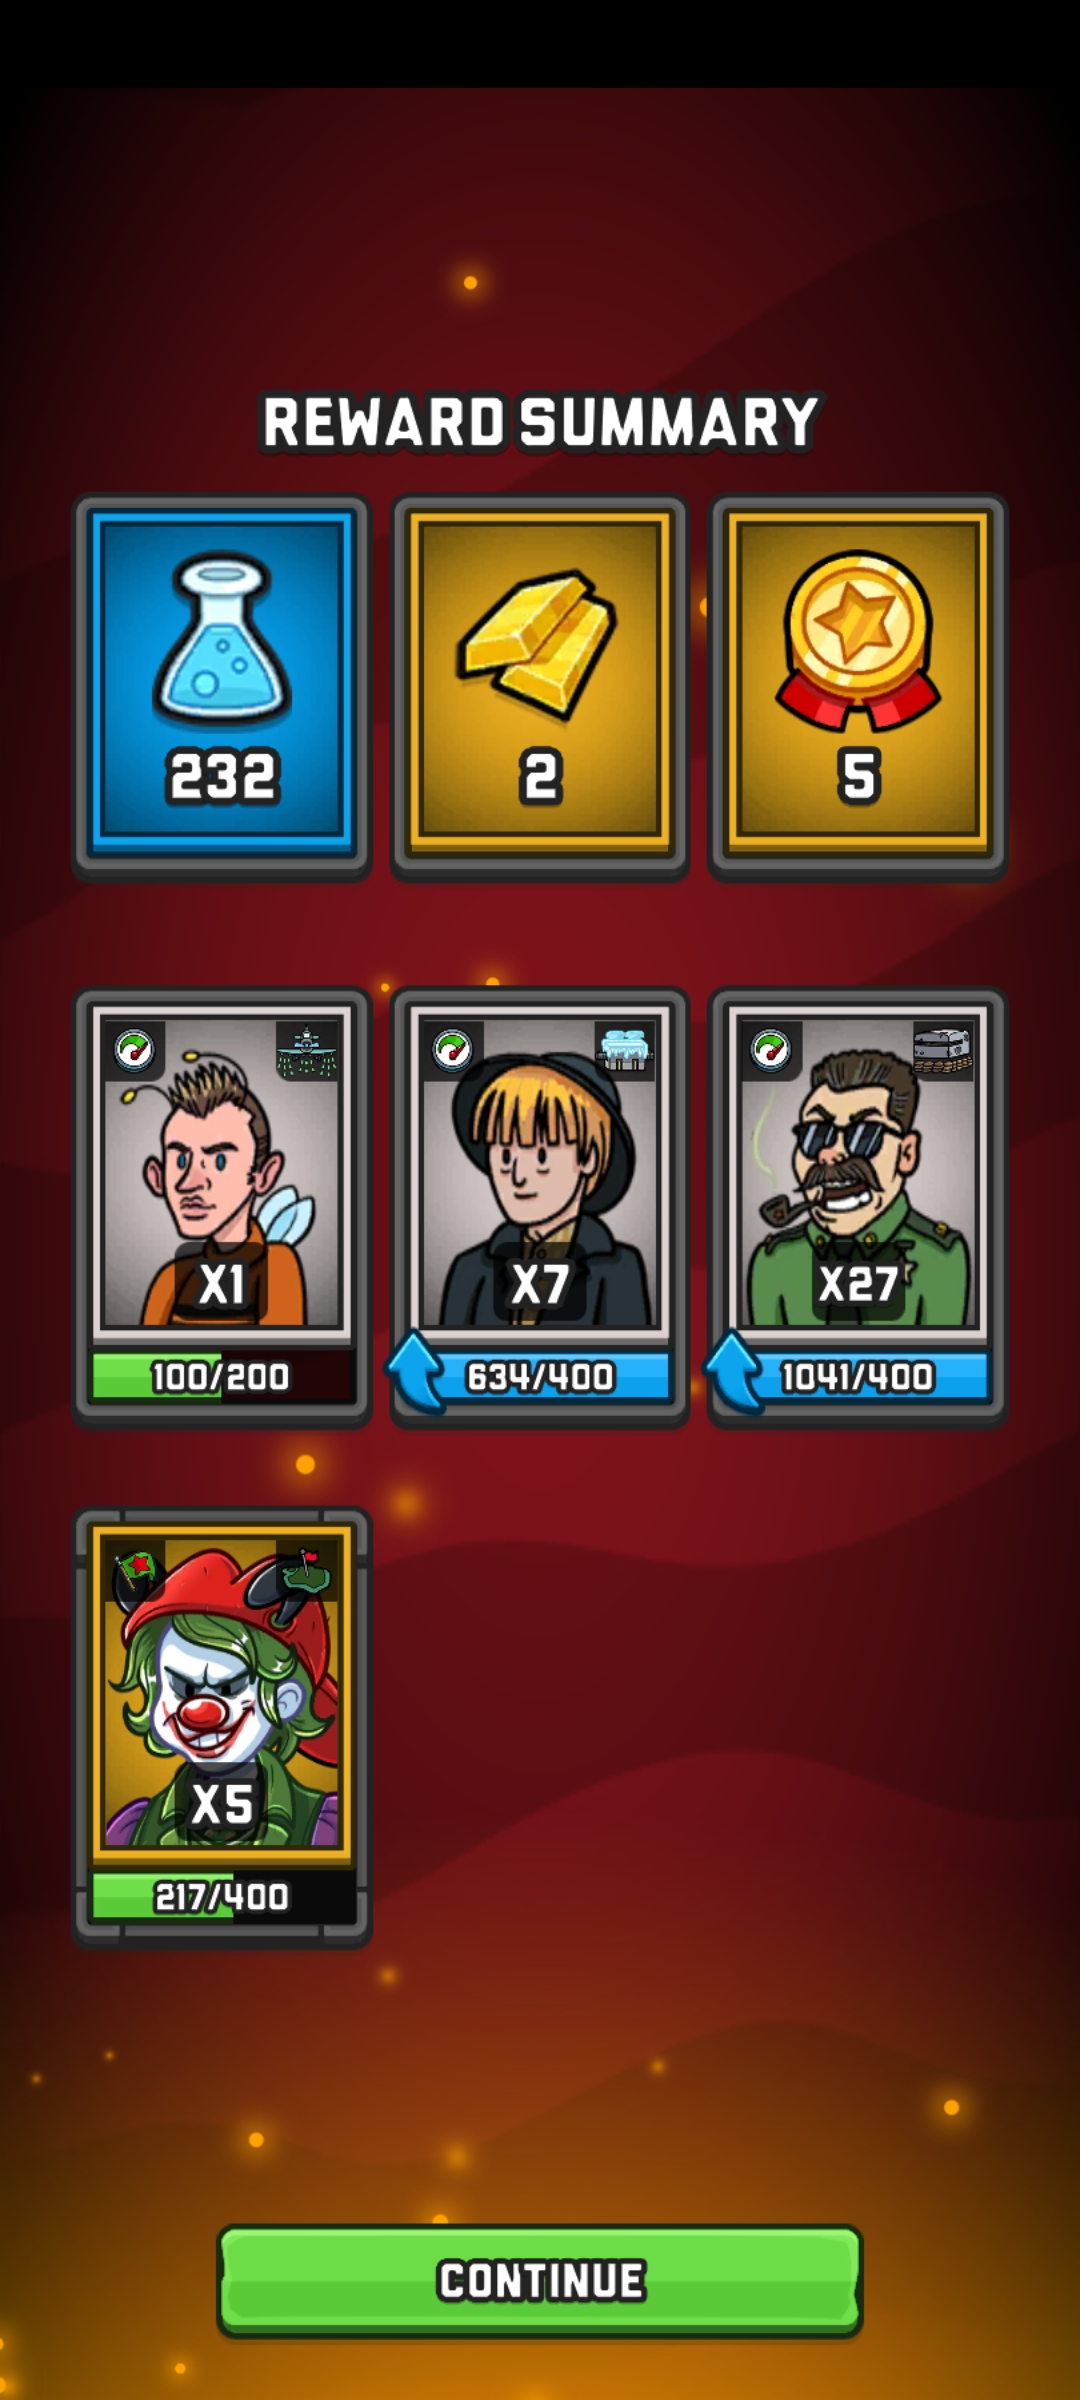 REWARD SUMMARY
232
2
5
X1
X7
X27
100/200
634/400
1041/400
X5
217/400
CONTINUE